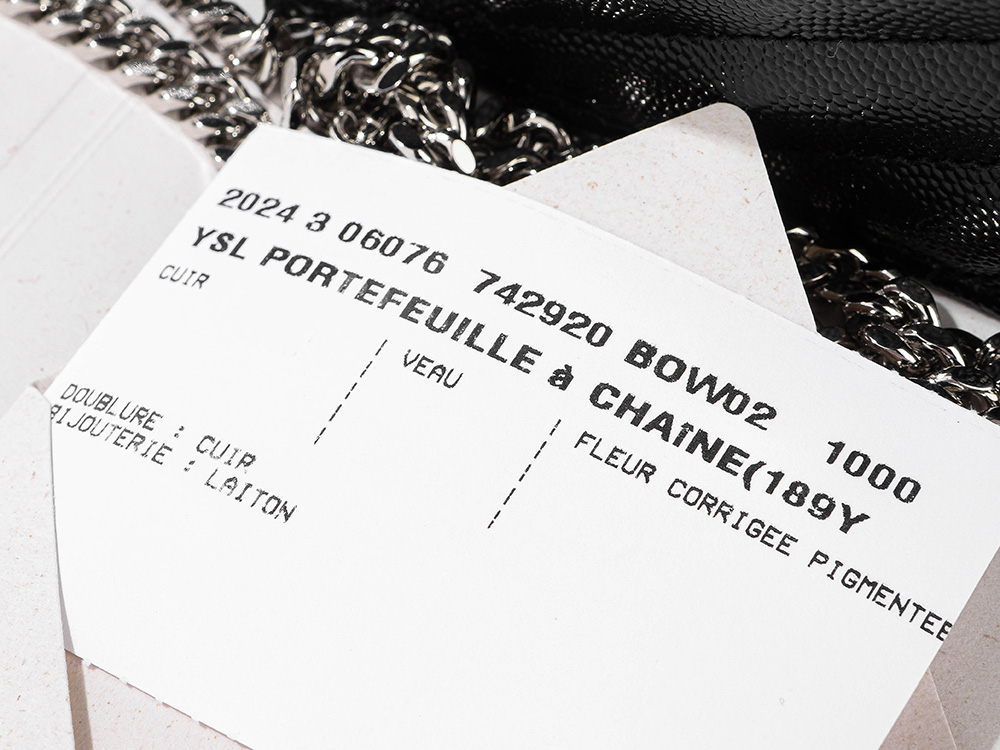 2024 3 06076 742920 BOW02 1000
YSL PORTEFEUILLE à CHAîNE(189Y
CUIR VEAU FLEUR CORRIGEE PIGMENTEE
DOUBLURE : CUIR
BIJOUTERIE : LAITON